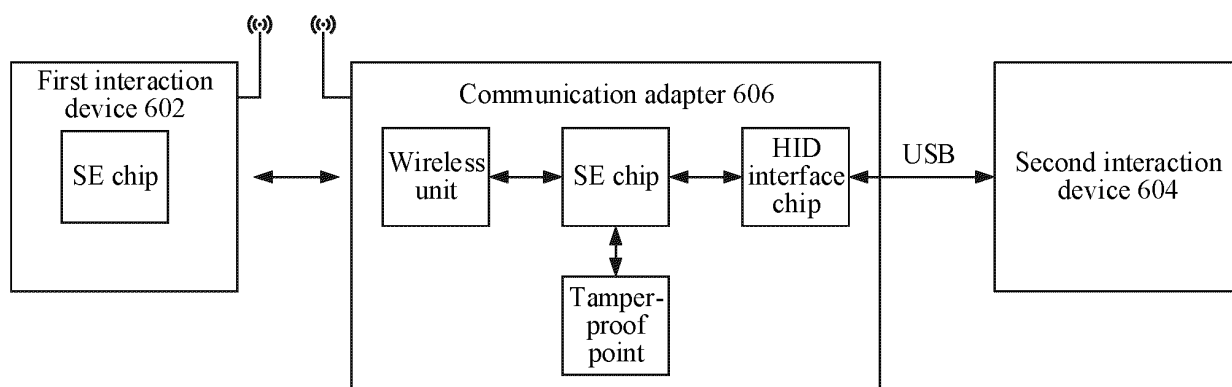 First interaction
device 602
SE chip
Communication adapter 606
Wireless
unit
SE chip
HID
interface
chip
Tamper-
proof
point
USB
Second interaction
device 604